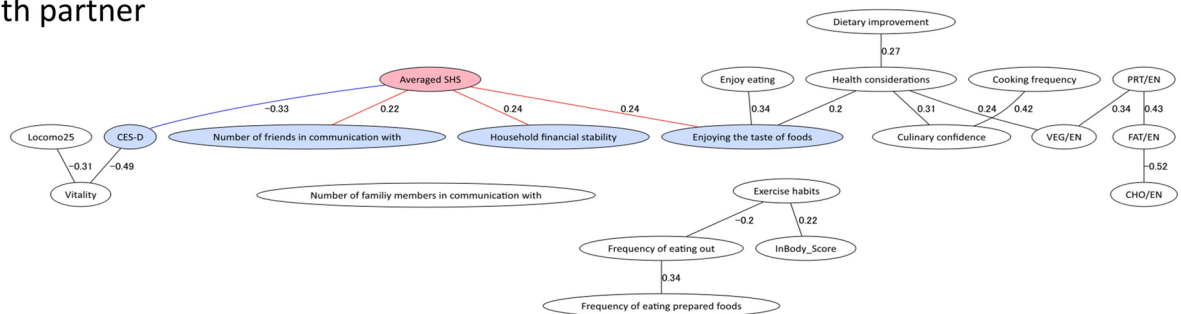 th partner
Dietary improvement
0.27
Averaged SHS
Enjoy eating
Health considerations
Cooking frequency
PRT/EN
−0.33
0.22
0.24
0.24
0.34
0.2
0.31
0.24
0.42
0.34
0.43
Locomo25
CES-D
Number of friends in communication with
Household financial stability
Enjoying the taste of foods
Culinary confidence
VEG/EN
FAT/EN
−0.31
−0.49
−0.52
Vitality
Number of familiy members in communication with
Exercise habits
CHO/EN
−0.2
0.22
Frequency of eating out
InBody_Score
0.34
Frequency of eating prepared foods